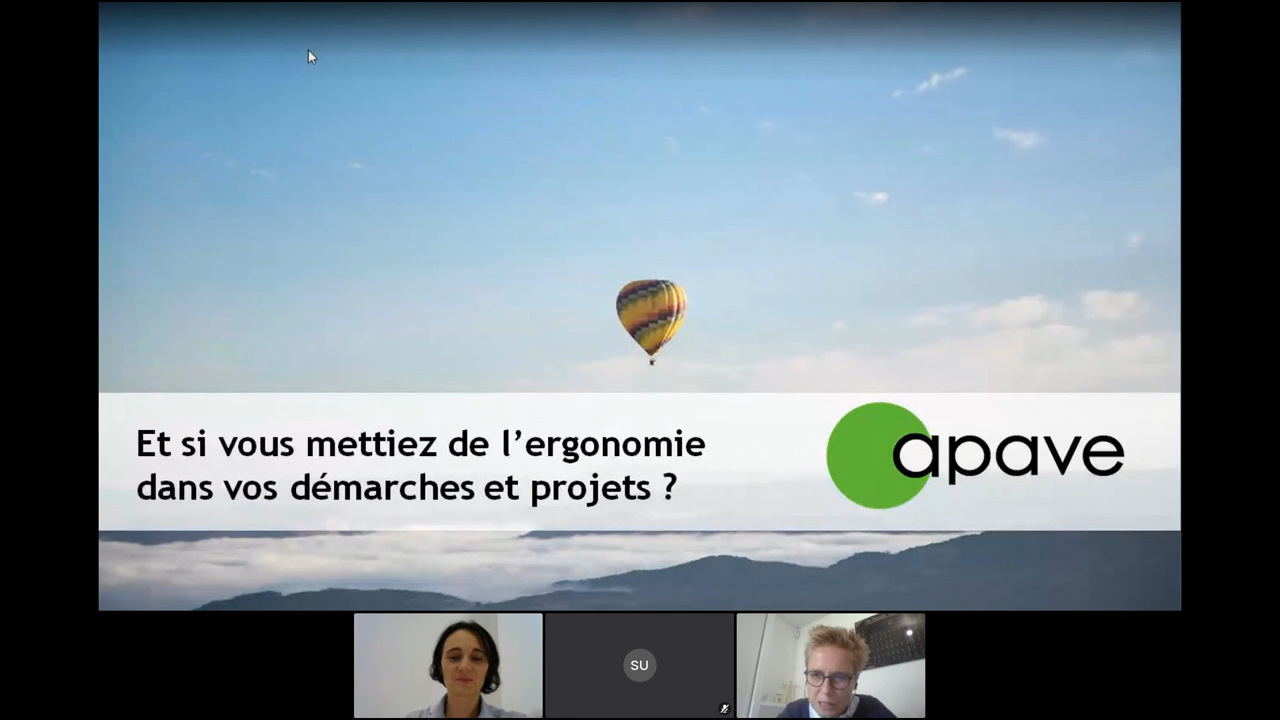 Et si vous mettiez de l’ergonomie
dans vos démarches et projets ?
apave
SU